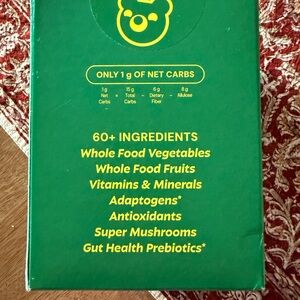 ONLY 1 g OF NET CARBS
1g 15g 6g 8g
Net = Total - Dietary - Allulose
Carbs Carbs Fiber
60+ INGREDIENTS
Whole Food Vegetables
Whole Food Fruits
Vitamins & Minerals
Adaptogens*
Antioxidants
Super Mushrooms
Gut Health Prebiotics*